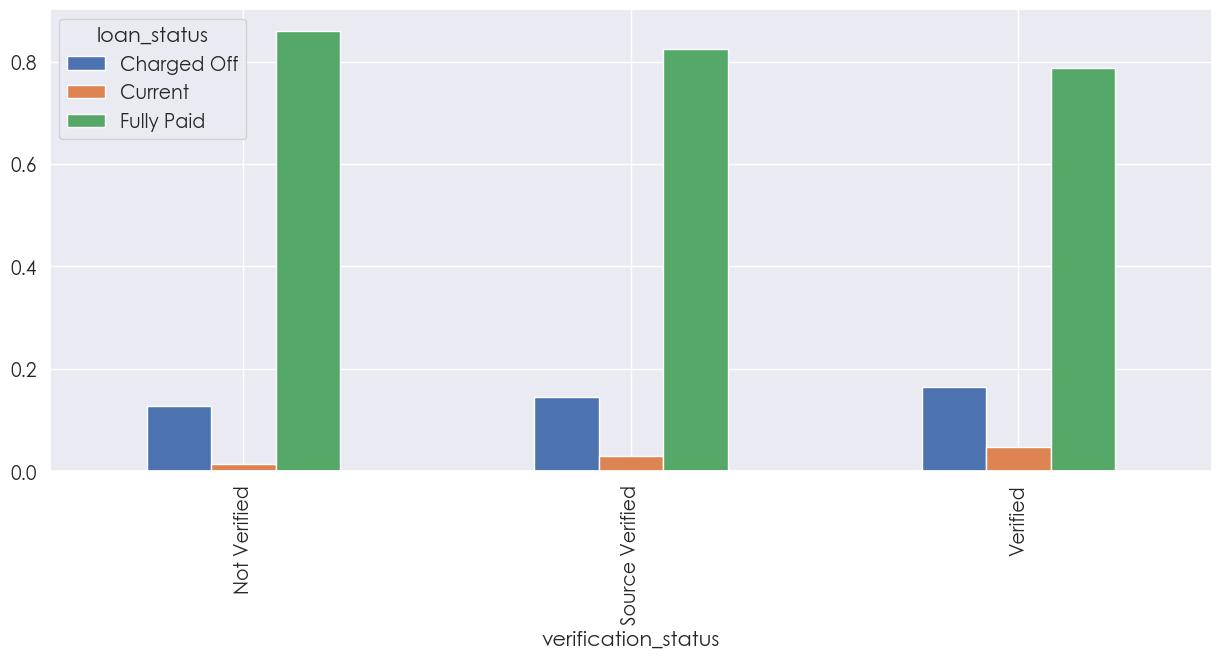 loan_status
Charged Off
Current
Fully Paid
0.8
0.6
0.4
0.2
0.0
Not Verified
Source Verified
Verified
verification_status